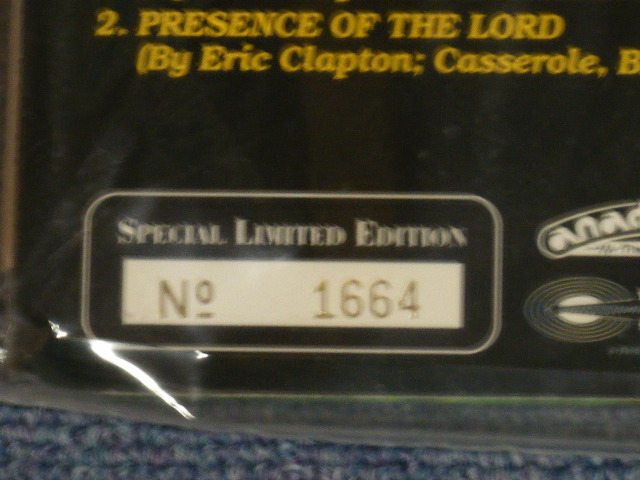 2. PRESENCE OF THE LORD
(By Eric Clapton; Casserole, B
SPECIAL LIMITED EDITION
Nº 1664